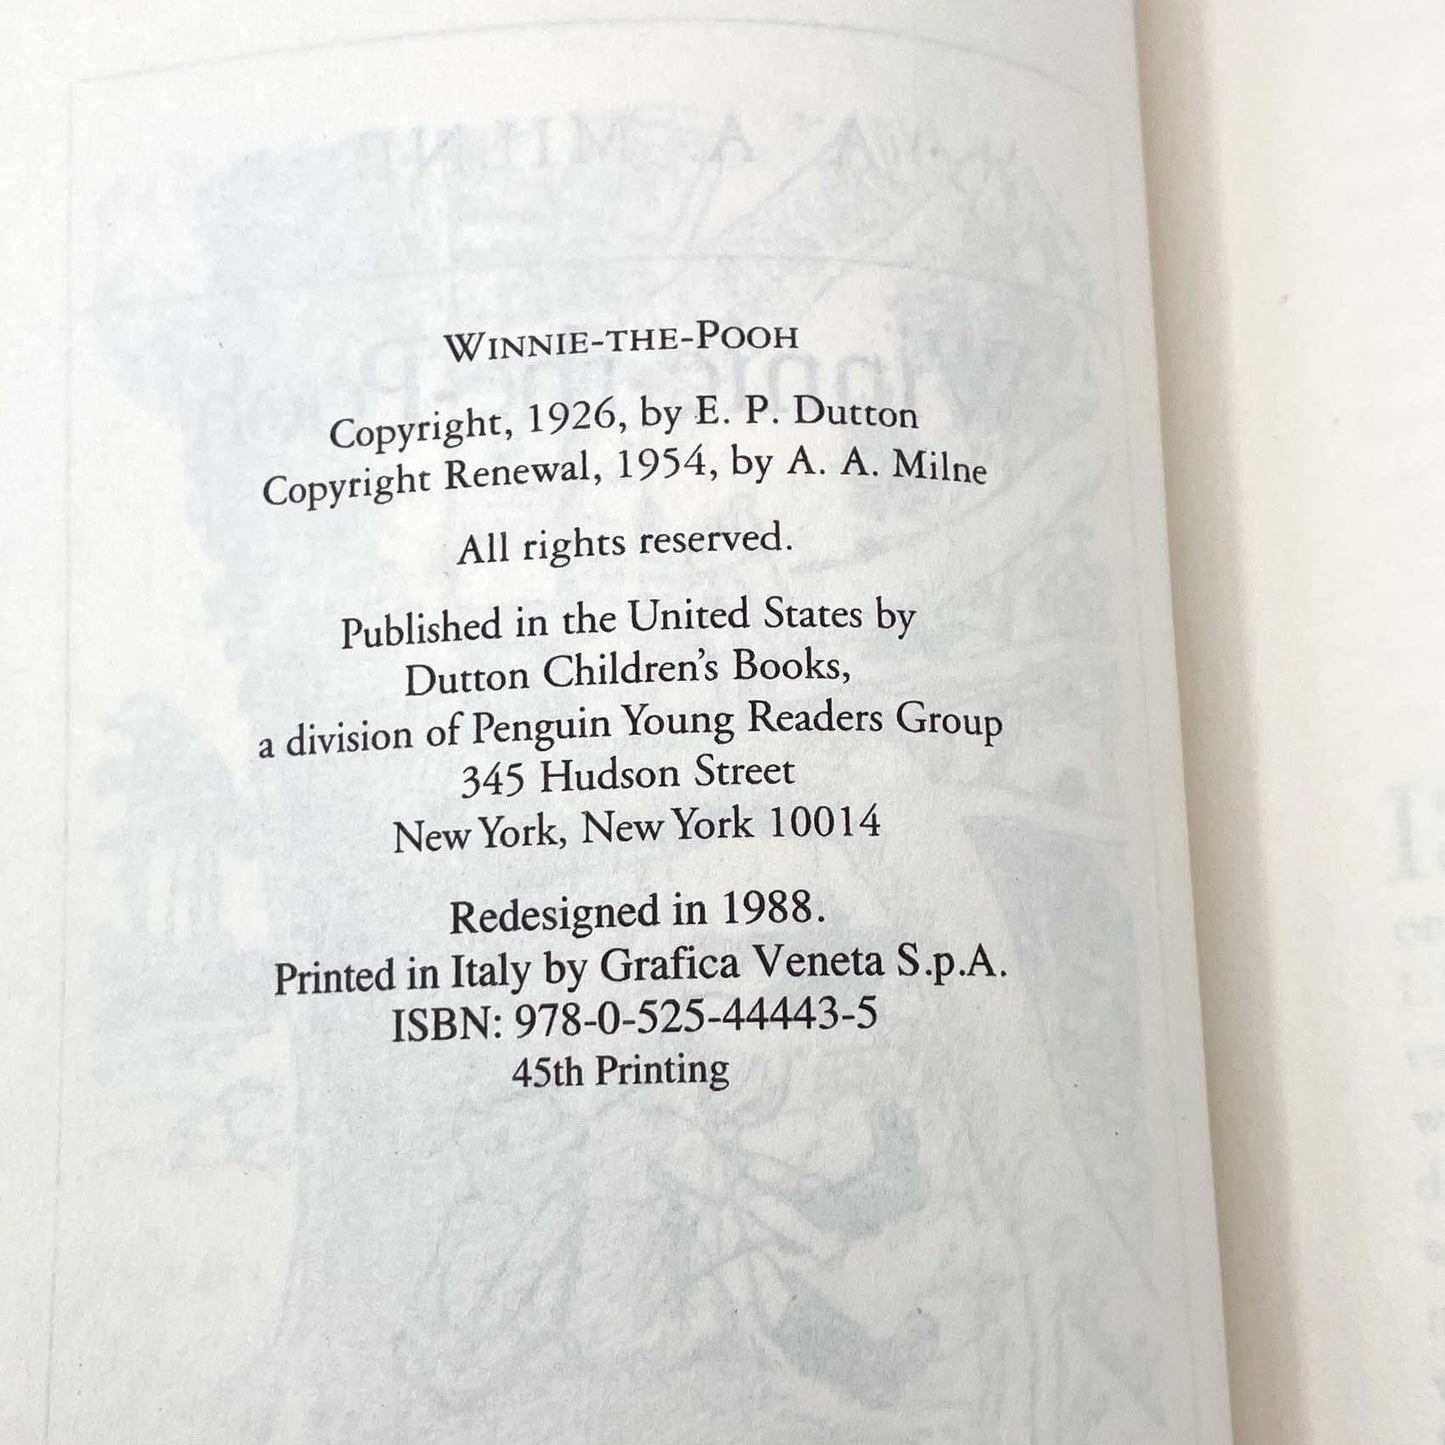 WINNIE-THE-POOH
Copyright, 1926, by E. P. Dutton
Copyright Renewal, 1954, by A. A. Milne
All rights reserved.
Published in the United States by
Dutton Children's Books,
a division of Penguin Young Readers Group
345 Hudson Street
New York, New York 10014
Redesigned in 1988.
Printed in Italy by Grafica Veneta S.p.A.
ISBN: 978-0-525-44443-5
45th Printing